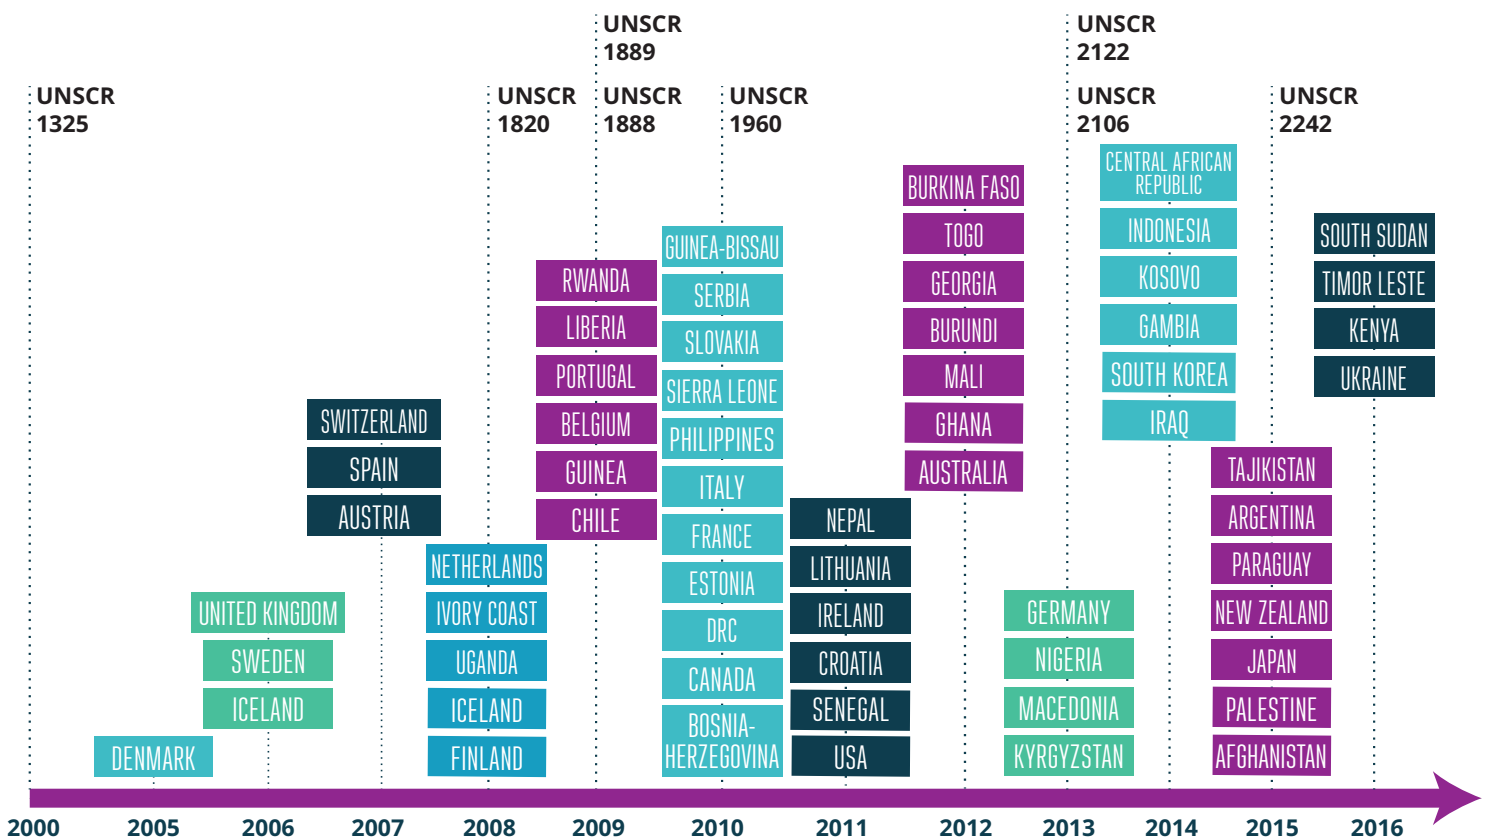 UNSCR
1325
UNSCR
1820
UNSCR
1889
UNSCR
1888
UNSCR
1960
UNSCR
2122
UNSCR
2106
UNSCR
2242
DENMARK
UNITED KINGDOM
SWEDEN
ICELAND
SWITZERLAND
SPAIN
AUSTRIA
NETHERLANDS
IVORY COAST
UGANDA
ICELAND
FINLAND
RWANDA
LIBERIA
PORTUGAL
BELGIUM
GUINEA
CHILE
GUINEA-BISSAU
SERBIA
SLOVAKIA
SIERRA LEONE
PHILIPPINES
ITALY
FRANCE
ESTONIA
DRC
CANADA
BOSNIA-
HERZEGOVINA
NEPAL
LITHUANIA
IRELAND
CROATIA
SENEGAL
USA
BURKINA FASO
TOGO
GEORGIA
BURUNDI
MALI
GHANA
AUSTRALIA
GERMANY
NIGERIA
MACEDONIA
KYRGYZSTAN
CENTRAL AFRICAN
REPUBLIC
INDONESIA
KOSOVO
GAMBIA
SOUTH KOREA
IRAQ
TAJIKISTAN
ARGENTINA
PARAGUAY
NEW ZEALAND
JAPAN
PALESTINE
AFGHANISTAN
SOUTH SUDAN
TIMOR LESTE
KENYA
UKRAINE
2000 2005 2006 2007 2008 2009 2010 2011 2012 2013 2014 2015 2016